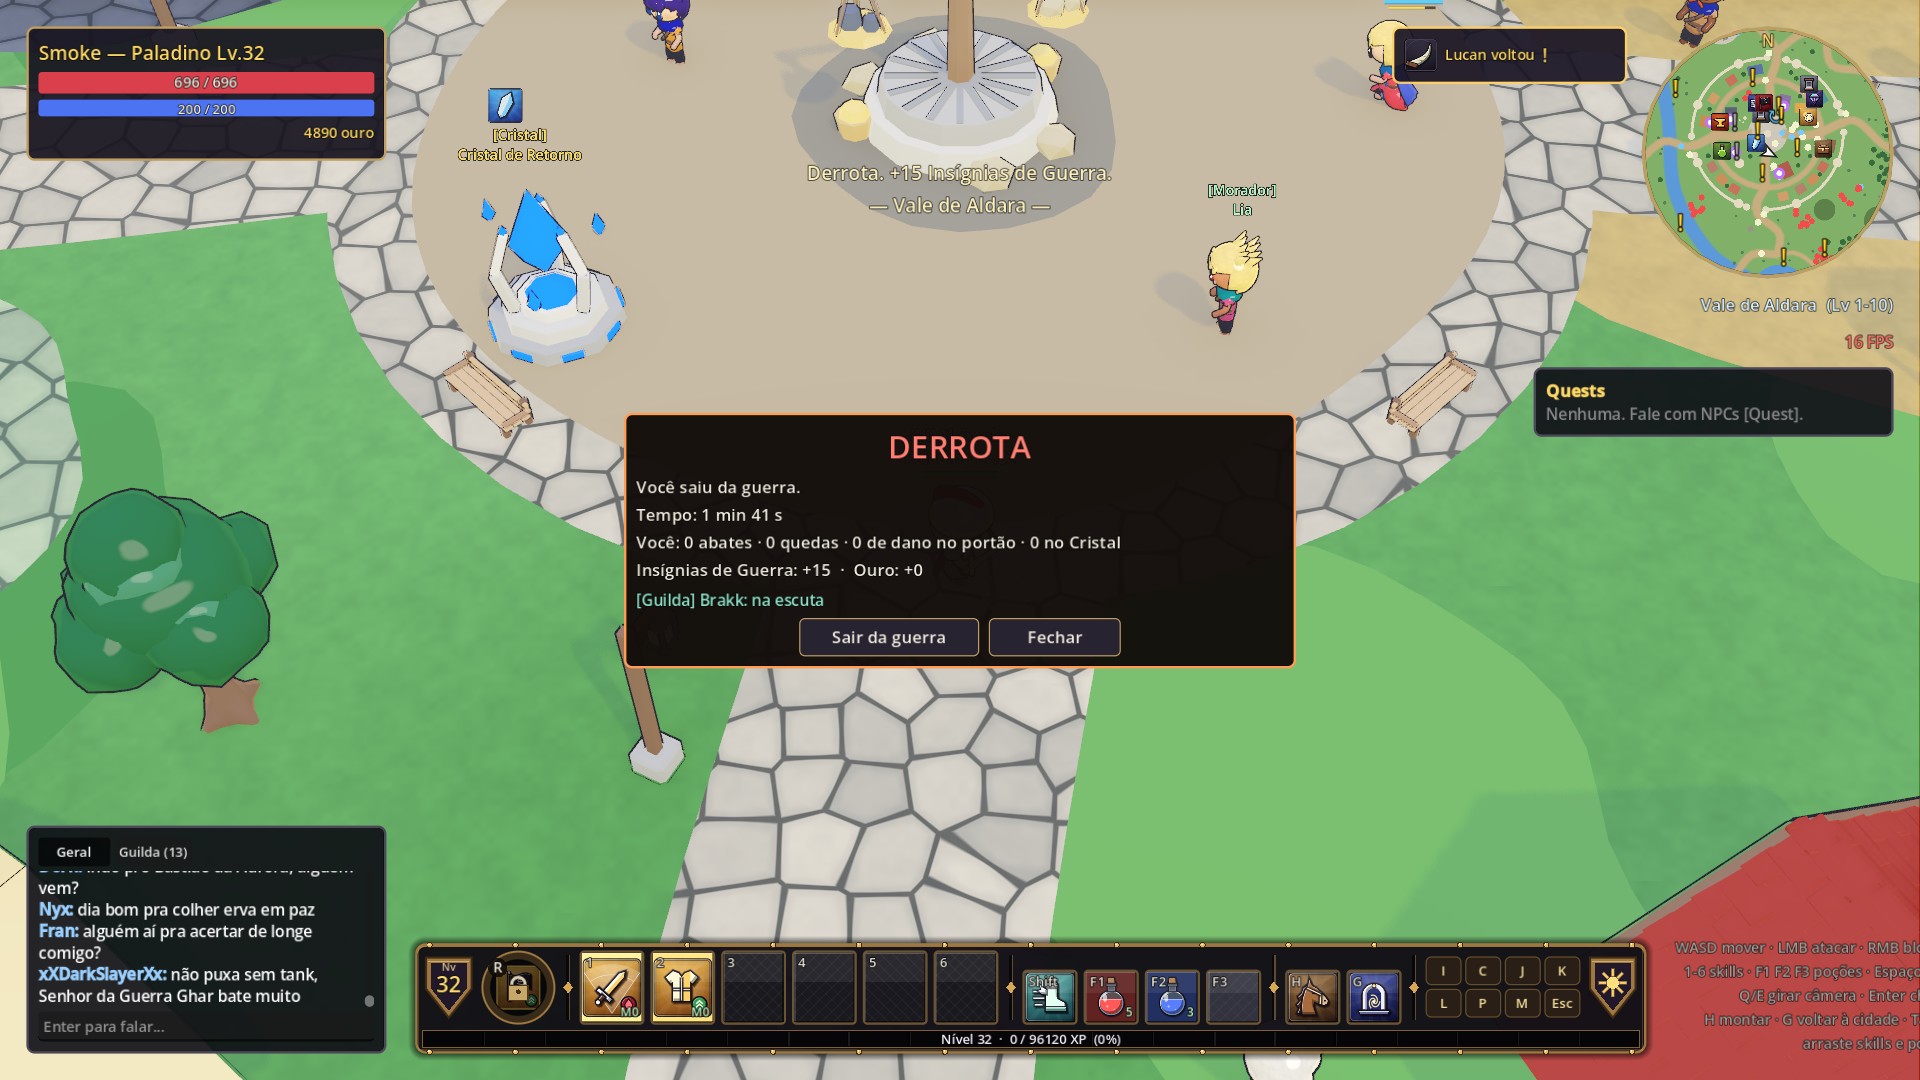 Smoke — Paladino Lv.32
696 / 696
200 / 200
4890 ouro
[Cristal]
Cristal de Retorno
Derrota. +15 Insígnias de Guerra.
— Vale de Aldara —
[Morador]
Lia
Lucan voltou !
N
Vale de Aldara (Lv 1-10)
16 FPS
Quests
Nenhuma. Fale com NPCs [Quest].
DERROTA
Você saiu da guerra.
Tempo: 1 min 41 s
Você: 0 abates · 0 quedas · 0 de dano no portão · 0 no Cristal
Insígnias de Guerra: +15 · Ouro: +0
[Guilda] Brakk: na escuta
Sair da guerra
Fechar
Geral
Guilda (13)
vem?
Nyx: dia bom pra colher erva em paz
Fran: alguém aí pra acertar de longe
comigo?
xXDarkSlayerXx: não puxa sem tank,
Senhor da Guerra Ghar bate muito
Enter para falar...
Nv
32
R
1
M0
2
M0
3
4
5
6
Shift
F1
5
F2
3
F3
H
G
I
C
J
K
L
P
M
Esc
Nível 32 · 0 / 96120 XP (0%)
WASD mover · LMB atacar · RMB
1-6 skills · F1 F2 F3 poções ·
Q/E girar câmera · Enter
H montar · G voltar à cidade ·
arraste skills e